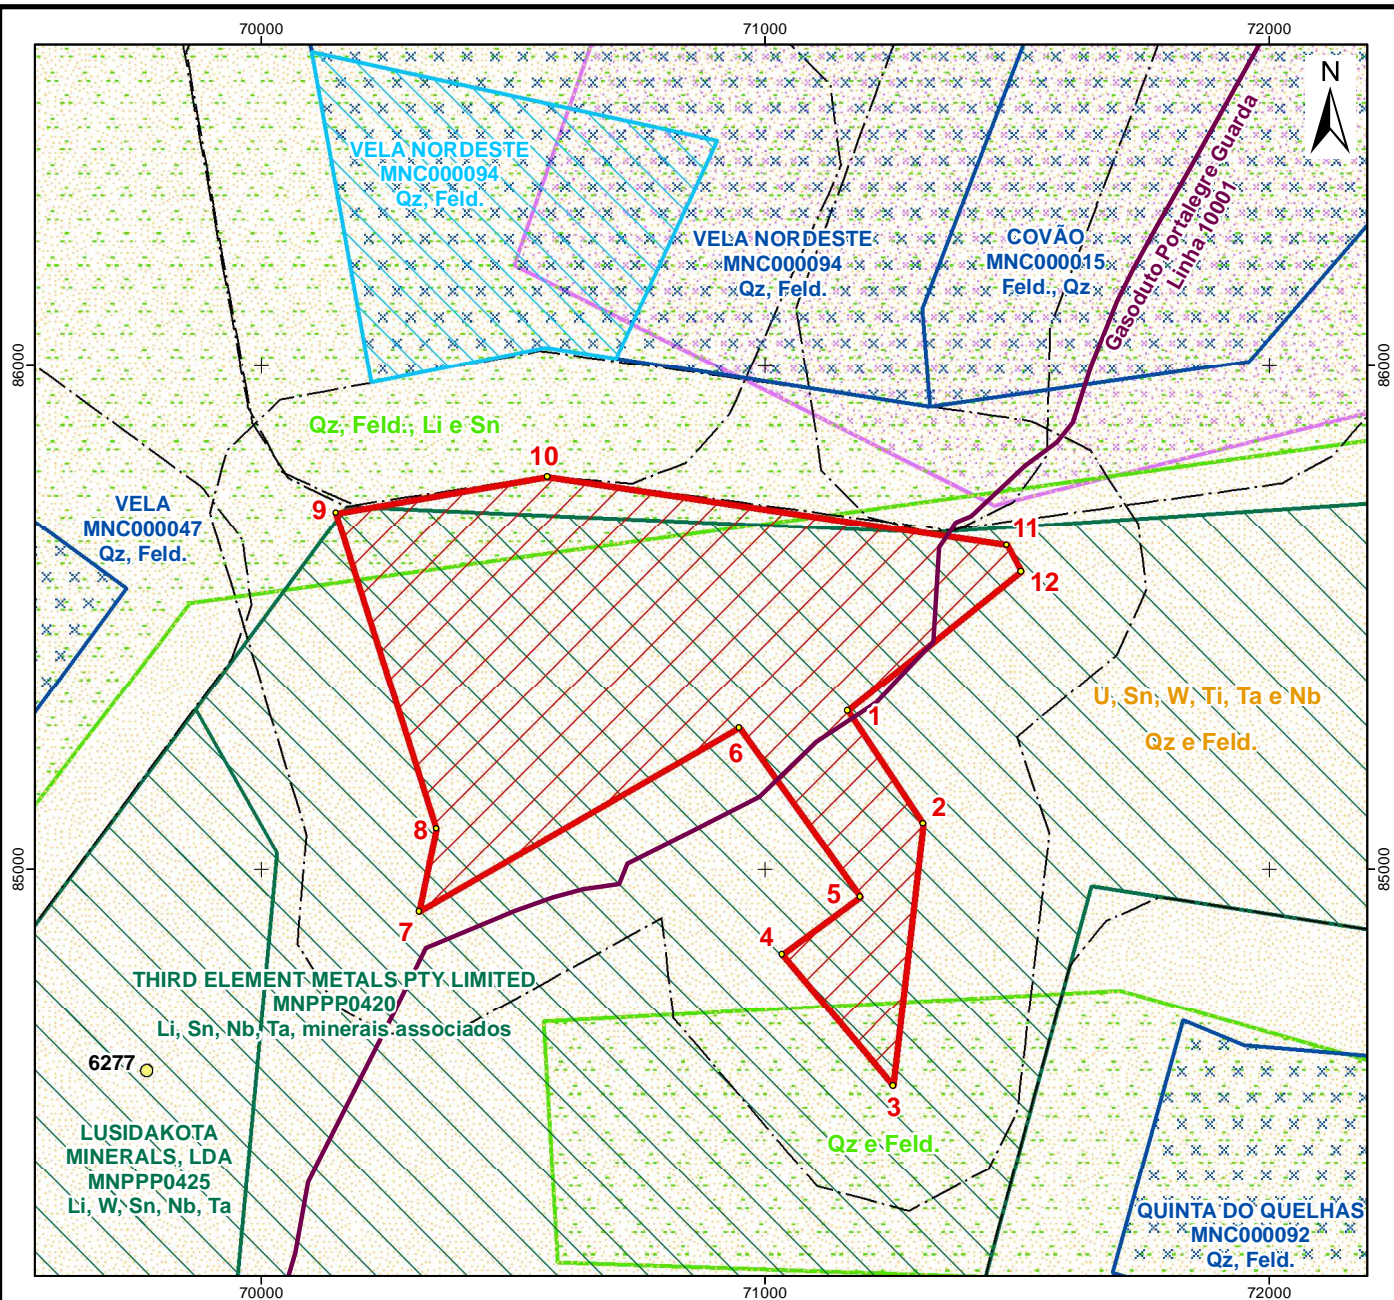 70000
71000
72000
N
Gasoduto Portalegre Guarda
Linha 10001
VELA NORDESTE
MNC000094
Qz, Feld.
VELA NORDESTE
MNC000094
Qz, Feld.
COVÃO
MNC000015
Feld., Qz
86000
86000
Qz, Feld., Li e Sn
10
9
11
12
VELA
MNC000047
Qz, Feld.
U, Sn, W, Ti, Ta e Nb
Qz e Feld.
1
6
2
8
85000
85000
5
7
4
THIRD ELEMENT METALS PTY LIMITED
MNPPP0420
Li, Sn, Nb, Ta, minerais associados
6277
3
LUSIDAKOTA
MINERALS, LDA
MNPPP0425
Li, W, Sn, Nb, Ta
Qz e Feld.
QUINTA DO QUELHAS
MNC000092
Qz, Feld.
70000
71000
72000